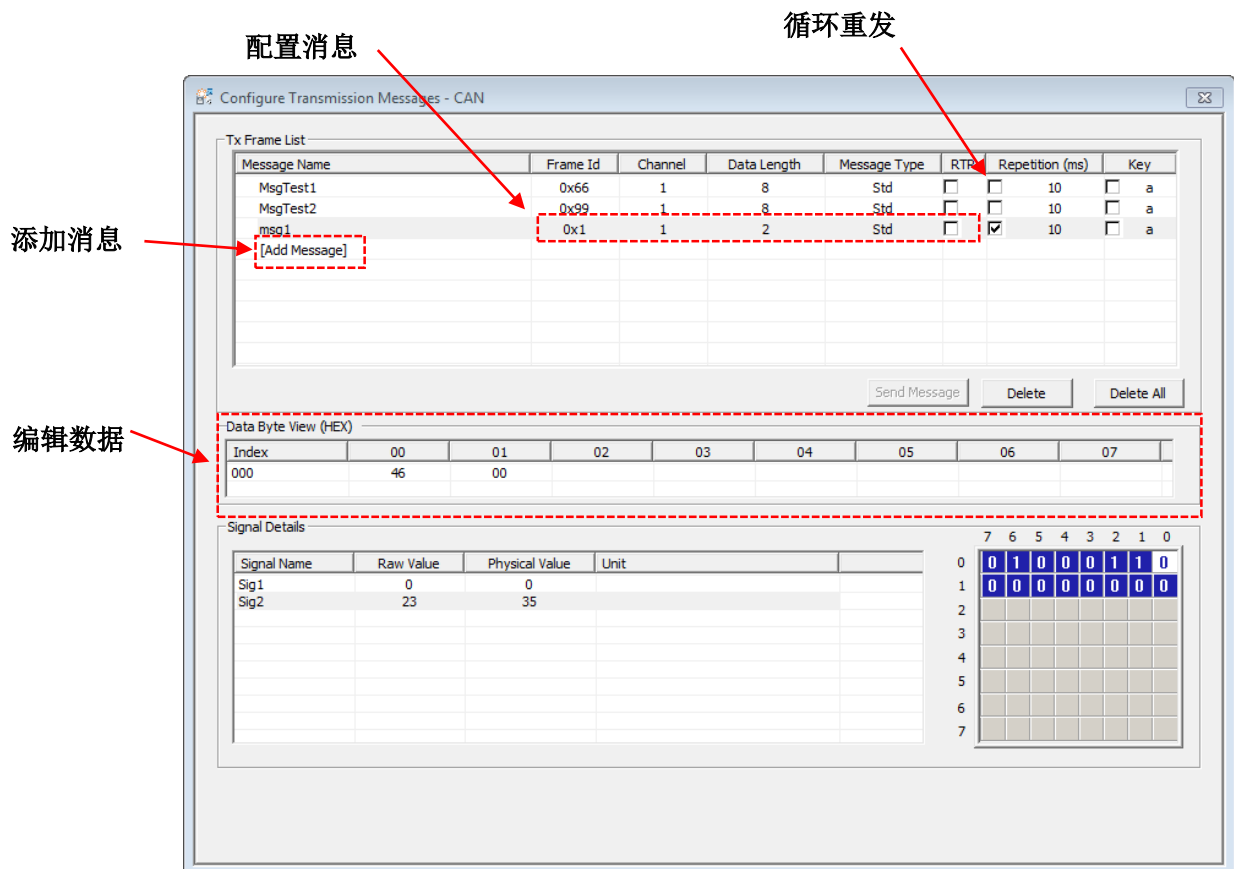 循环重发
配置消息
Configure Transmission Messages - CAN
Tx Frame List
Message Name Frame Id Channel Data Length Message Type RTR Repetition (ms) Key
MsgTest1 0x66 1 8 Std 10 a
MsgTest2 0x99 1 8 Std 10 a
msg1 0x1 1 2 Std 10 a
添加消息
[Add Message]
Send Message Delete Delete All
编辑数据
Data Byte View (HEX)
Index 00 01 02 03 04 05 06 07
000 46 00
Signal Details
7 6 5 4 3 2 1 0
Signal Name Raw Value Physical Value Unit
0 0 1 0 0 0 1 1 0
Sig1 0 0
1 0 0 0 0 0 0 0 0
Sig2 23 35
2
3
4
5
6
7